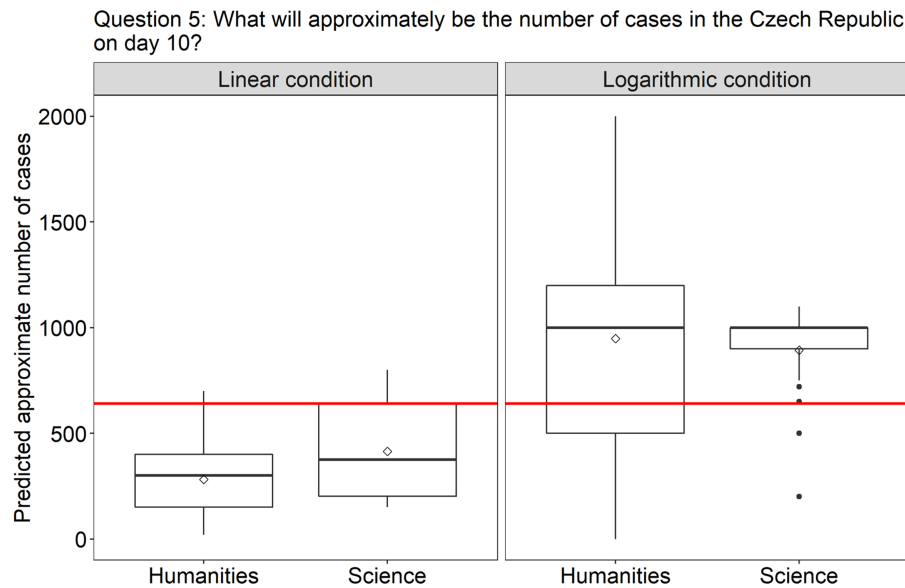 Question 5: What will approximately be the number of cases in the Czech Republic
on day 10?
Linear condition
Logarithmic condition
Predicted approximate number of cases
2000
1500
1000
500
0
Humanities
Science
Humanities
Science